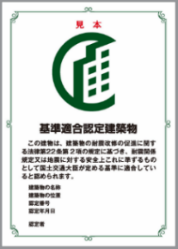 見本
基準適合認定建築物
この建物は、建築物の耐震改修の促進に関す
る法律第22条第2項の規定に基づき、耐震関係
規定又は地震に対する安全上これに準ずるもの
として国土交通大臣が定める基準に適合してい
ると認められます。
建築物の名称
建築物の位置
認定番号
認定年月日
認定者